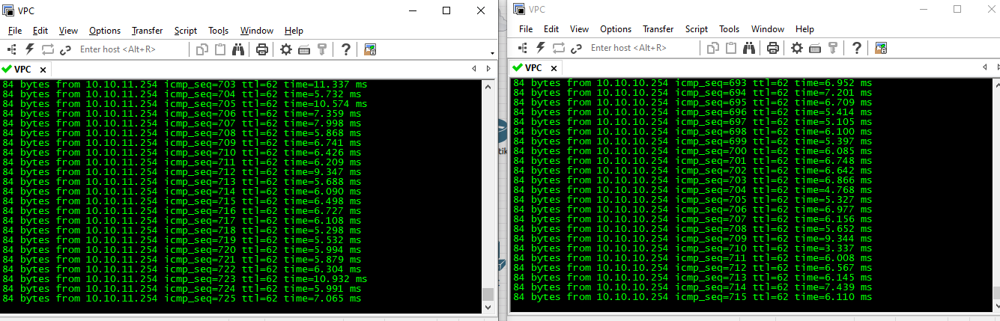 VPC
File Edit View Options Transfer Script Tools Window Help
Enter host <Alt+R>
VPC
84 bytes from 10.10.11.254 icmp_seq=703 ttl=62 time=11.337 ms
84 bytes from 10.10.11.254 icmp_seq=704 ttl=62 time=5.732 ms
84 bytes from 10.10.11.254 icmp_seq=705 ttl=62 time=10.574 ms
84 bytes from 10.10.11.254 icmp_seq=706 ttl=62 time=7.359 ms
84 bytes from 10.10.11.254 icmp_seq=707 ttl=62 time=7.998 ms
84 bytes from 10.10.11.254 icmp_seq=708 ttl=62 time=5.868 ms
84 bytes from 10.10.11.254 icmp_seq=709 ttl=62 time=6.741 ms
84 bytes from 10.10.11.254 icmp_seq=710 ttl=62 time=6.426 ms
84 bytes from 10.10.11.254 icmp_seq=711 ttl=62 time=6.209 ms
84 bytes from 10.10.11.254 icmp_seq=712 ttl=62 time=9.347 ms
84 bytes from 10.10.11.254 icmp_seq=713 ttl=62 time=5.688 ms
84 bytes from 10.10.11.254 icmp_seq=714 ttl=62 time=6.090 ms
84 bytes from 10.10.11.254 icmp_seq=715 ttl=62 time=6.498 ms
84 bytes from 10.10.11.254 icmp_seq=716 ttl=62 time=6.727 ms
84 bytes from 10.10.11.254 icmp_seq=717 ttl=62 time=6.108 ms
84 bytes from 10.10.11.254 icmp_seq=718 ttl=62 time=5.298 ms
84 bytes from 10.10.11.254 icmp_seq=719 ttl=62 time=5.532 ms
84 bytes from 10.10.11.254 icmp_seq=720 ttl=62 time=5.994 ms
84 bytes from 10.10.11.254 icmp_seq=721 ttl=62 time=5.879 ms
84 bytes from 10.10.11.254 icmp_seq=722 ttl=62 time=6.304 ms
84 bytes from 10.10.11.254 icmp_seq=723 ttl=62 time=10.932 ms
84 bytes from 10.10.11.254 icmp_seq=724 ttl=62 time=5.991 ms
84 bytes from 10.10.11.254 icmp_seq=725 ttl=62 time=7.065 ms
tik
VPC
File Edit View Options Transfer Script Tools Window Help
Enter host <Alt+R>
VPC
84 bytes from 10.10.10.254 icmp_seq=693 ttl=62 time=6.952 ms
84 bytes from 10.10.10.254 icmp_seq=694 ttl=62 time=7.201 ms
84 bytes from 10.10.10.254 icmp_seq=695 ttl=62 time=6.709 ms
84 bytes from 10.10.10.254 icmp_seq=696 ttl=62 time=5.414 ms
84 bytes from 10.10.10.254 icmp_seq=697 ttl=62 time=5.105 ms
84 bytes from 10.10.10.254 icmp_seq=698 ttl=62 time=6.100 ms
84 bytes from 10.10.10.254 icmp_seq=699 ttl=62 time=5.397 ms
84 bytes from 10.10.10.254 icmp_seq=700 ttl=62 time=6.085 ms
84 bytes from 10.10.10.254 icmp_seq=701 ttl=62 time=6.748 ms
84 bytes from 10.10.10.254 icmp_seq=702 ttl=62 time=6.642 ms
84 bytes from 10.10.10.254 icmp_seq=703 ttl=62 time=6.866 ms
84 bytes from 10.10.10.254 icmp_seq=704 ttl=62 time=4.768 ms
84 bytes from 10.10.10.254 icmp_seq=705 ttl=62 time=5.327 ms
84 bytes from 10.10.10.254 icmp_seq=706 ttl=62 time=6.977 ms
84 bytes from 10.10.10.254 icmp_seq=707 ttl=62 time=6.156 ms
84 bytes from 10.10.10.254 icmp_seq=708 ttl=62 time=5.652 ms
84 bytes from 10.10.10.254 icmp_seq=709 ttl=62 time=9.344 ms
84 bytes from 10.10.10.254 icmp_seq=710 ttl=62 time=3.337 ms
84 bytes from 10.10.10.254 icmp_seq=711 ttl=62 time=6.008 ms
84 bytes from 10.10.10.254 icmp_seq=712 ttl=62 time=6.567 ms
84 bytes from 10.10.10.254 icmp_seq=713 ttl=62 time=6.145 ms
84 bytes from 10.10.10.254 icmp_seq=714 ttl=62 time=7.439 ms
84 bytes from 10.10.10.254 icmp_seq=715 ttl=62 time=6.110 ms